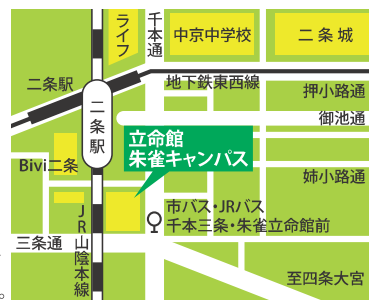 ライフ
千本通
中京中学校
二条城
二条駅
地下鉄東西線
押小路通
二条駅
御池通
立命館
朱雀キャンパス
Bivi二条
姉小路通
市バス・JRバス
千本三条・朱雀立命館前
三条通
JR山陰本線
至四条大宮
。